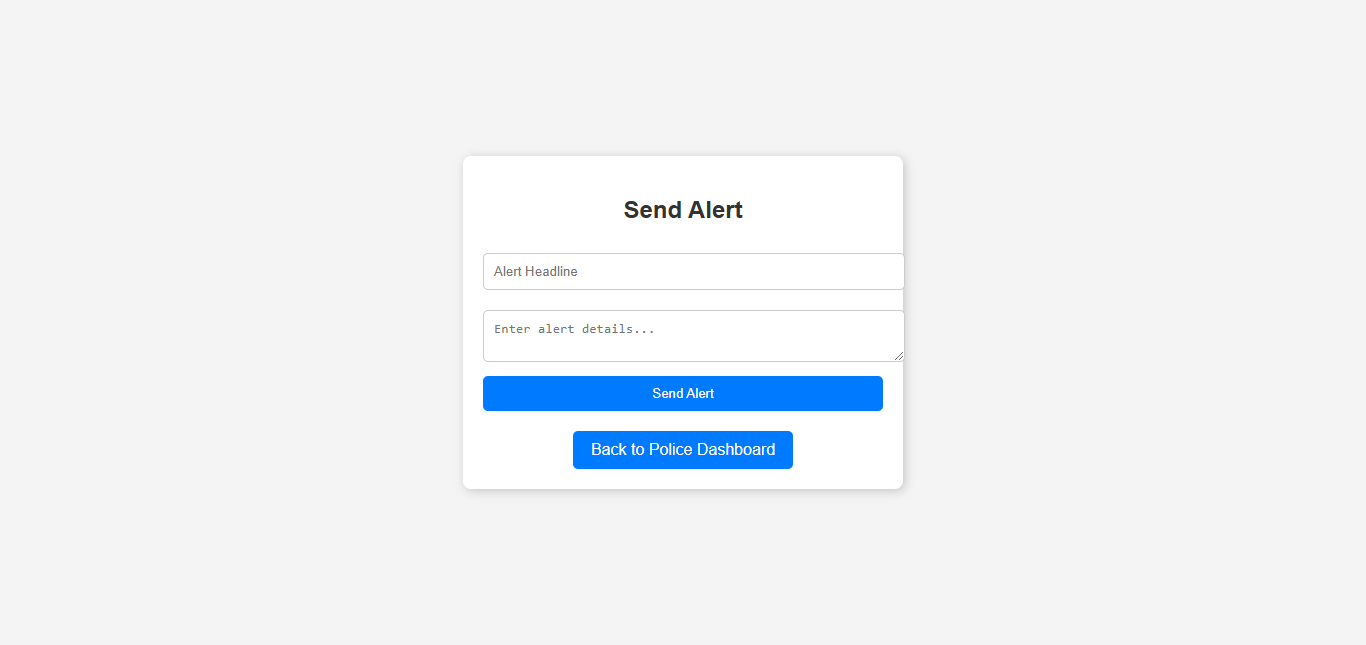 Send Alert
Alert Headline
Enter alert details...
Send Alert
Back to Police Dashboard